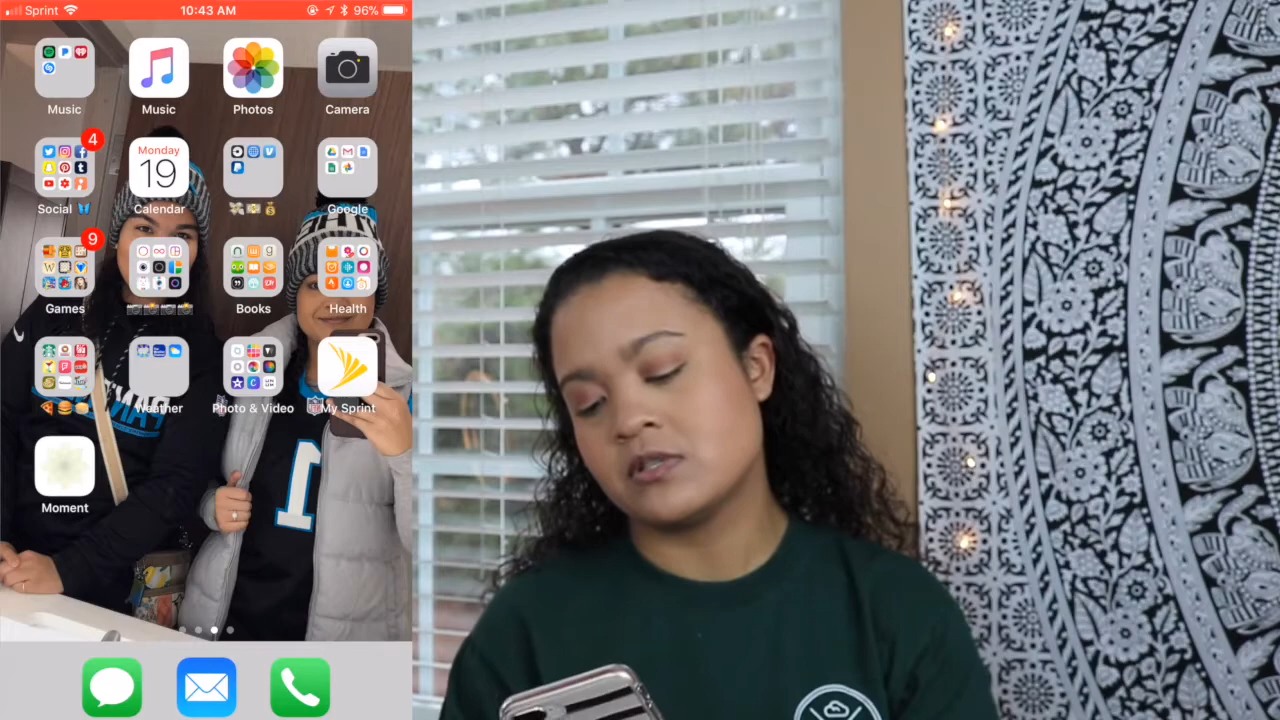 Sprint 10:43 AM 96%
Music Music Photos Camera
4
Monday
19
Social Calendar Google
9
Games Books Health
Weather Photo & Video My Sprint
Moment